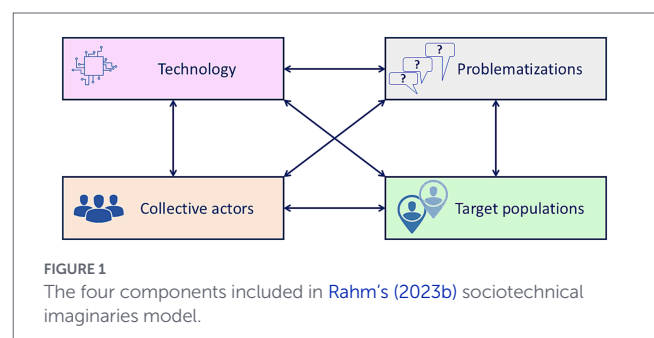 Technology
? ? ? Problematizations
Collective actors
Target populations
FIGURE 1
The four components included in Rahm's (2023b) sociotechnical
imaginaries model.